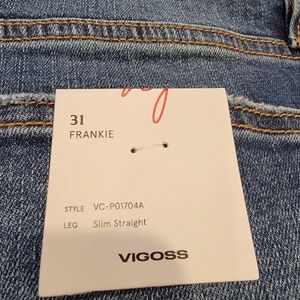 31
FRANKIE
STYLE VC-P01704A
LEG Slim Straight
VIGOSS